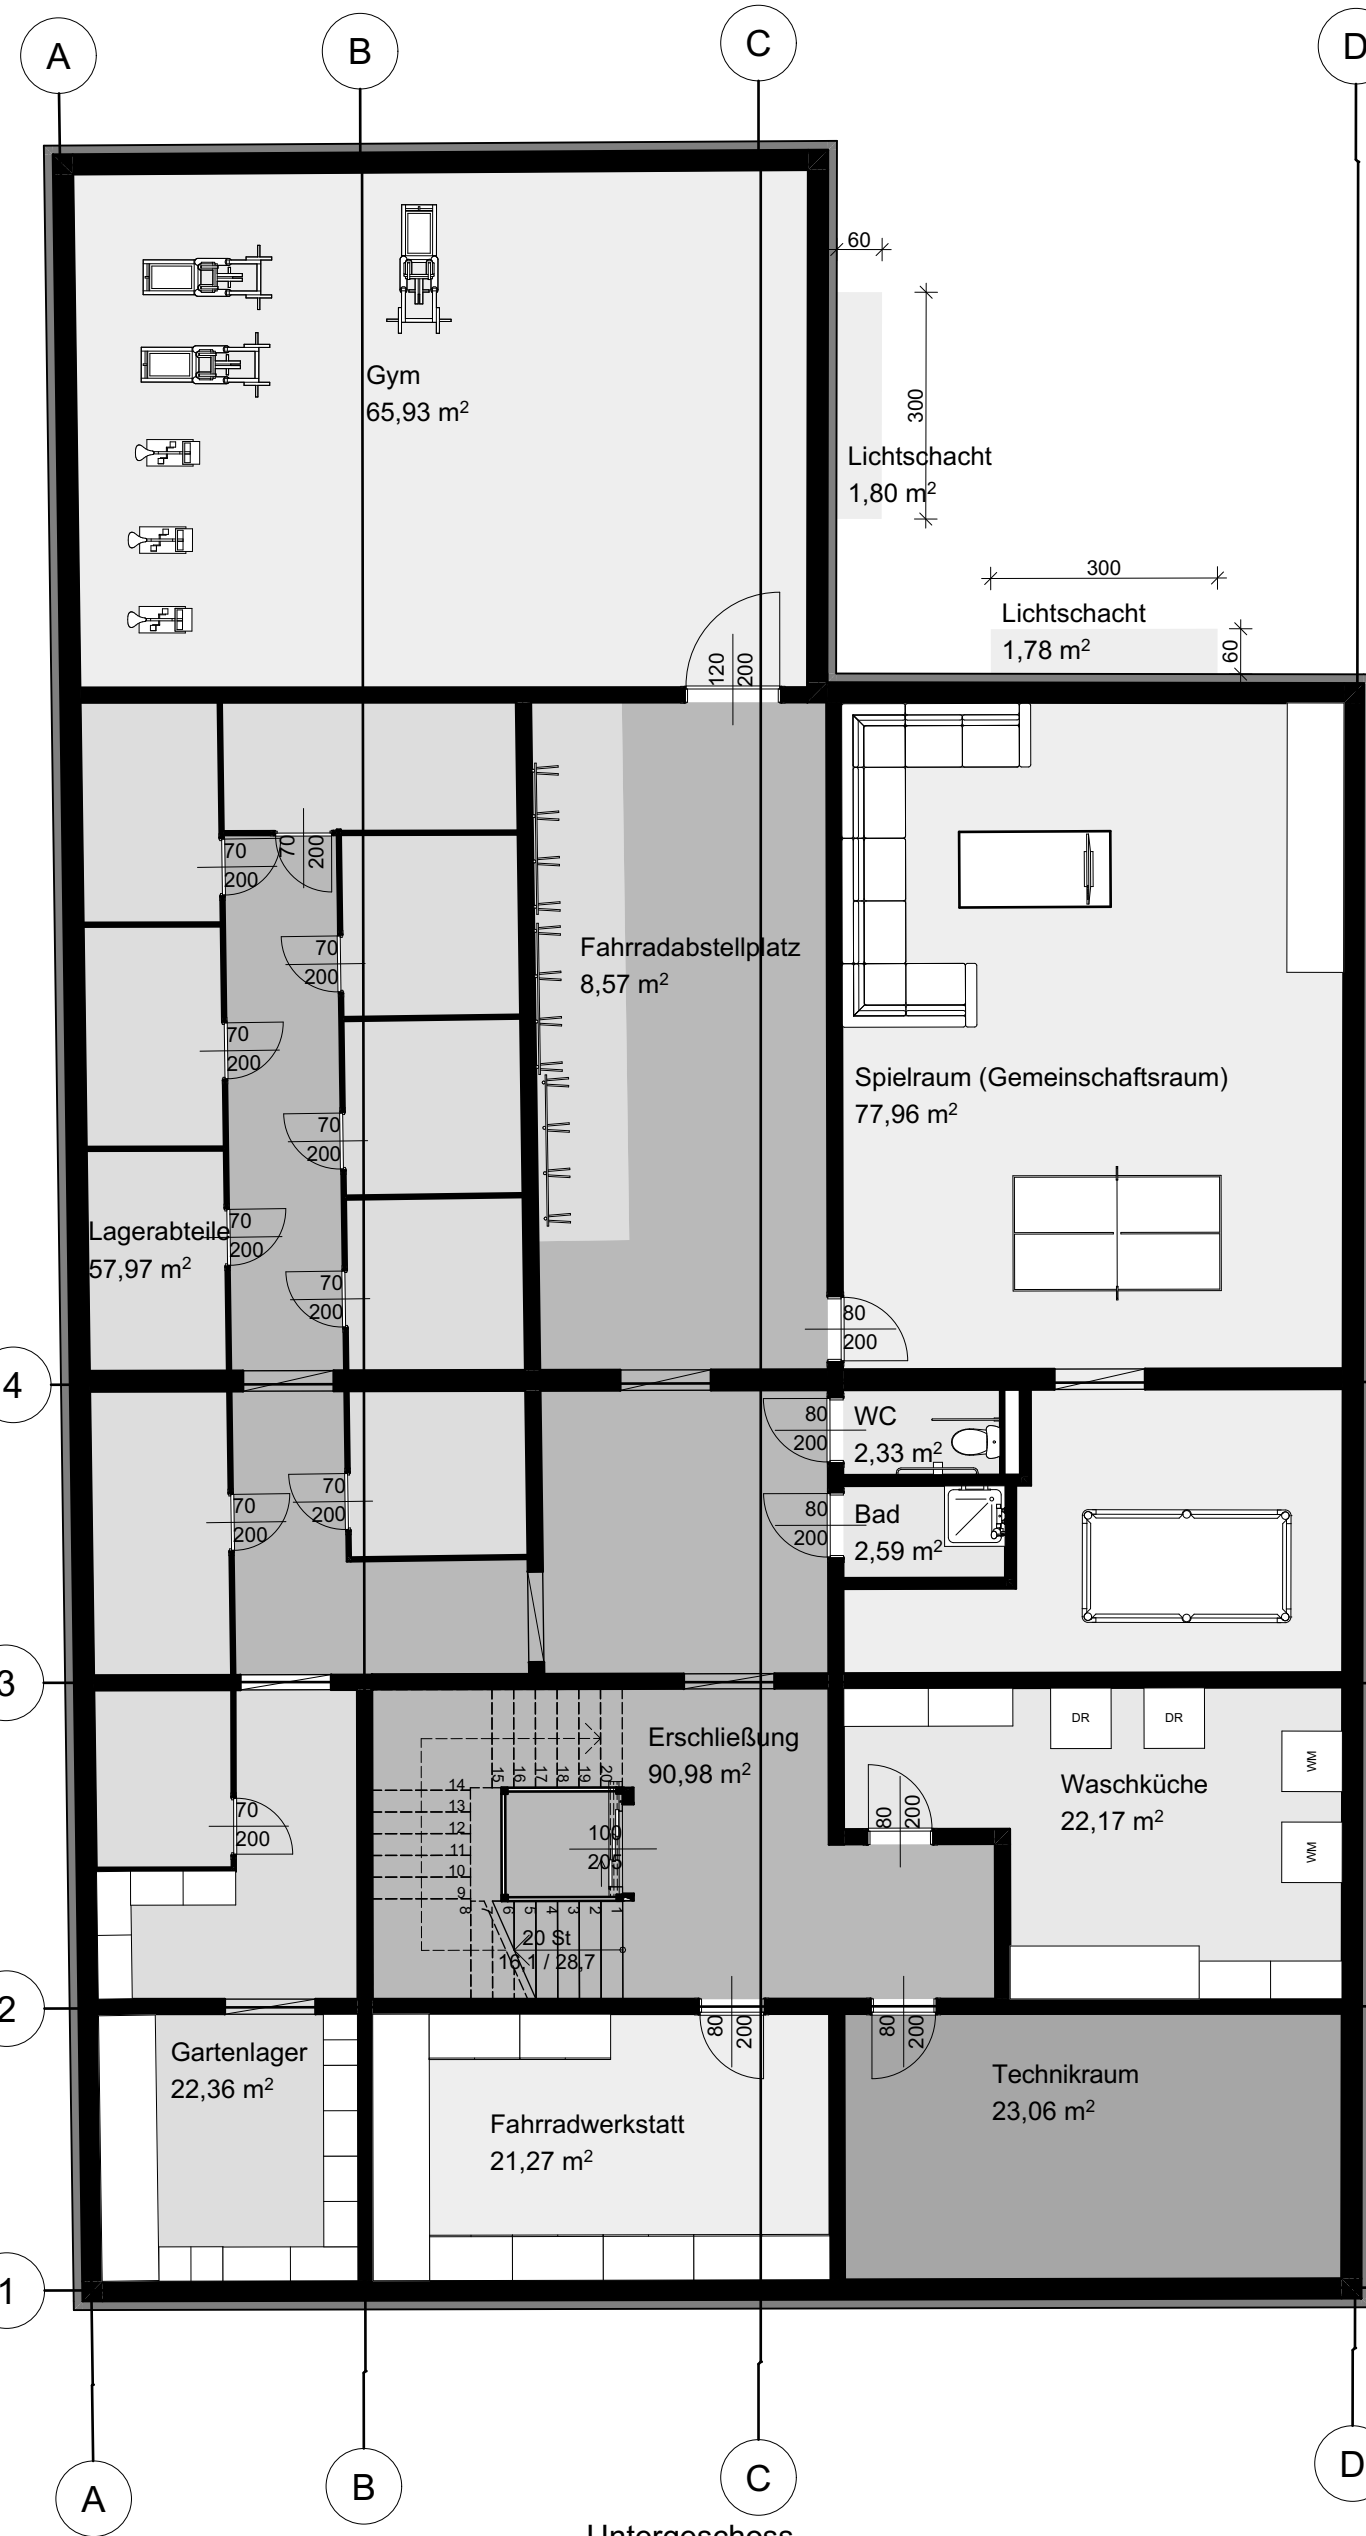 A
B
C
D
60
Gym
65,93 m²
300
Lichtschacht
1,80 m²
300
Lichtschacht
1,78 m²
60
120
200
70
200
70
200
70
200
Fahrradabstellplatz
8,57 m²
70
200
Spielraum (Gemeinschaftsraum)
77,96 m²
70
200
Lagerabteile
57,97 m²
70
200
70
200
80
200
4
80
200
WC
2,33 m²
70
200
70
200
80
200
Bad
2,59 m²
3
Erschließung
90,98 m²
DR
DR
WM
WM
Waschküche
22,17 m²
15
16
17
18
19
20
14
13
12
11
10
9
8
7
6
5
4
3
2
1
100
205
20 St
16,1 / 28,7
70
200
80
200
2
80
200
80
200
Gartenlager
22,36 m²
Fahrradwerkstatt
21,27 m²
Technikraum
23,06 m²
1
A
B
C
D
Untergeschoss